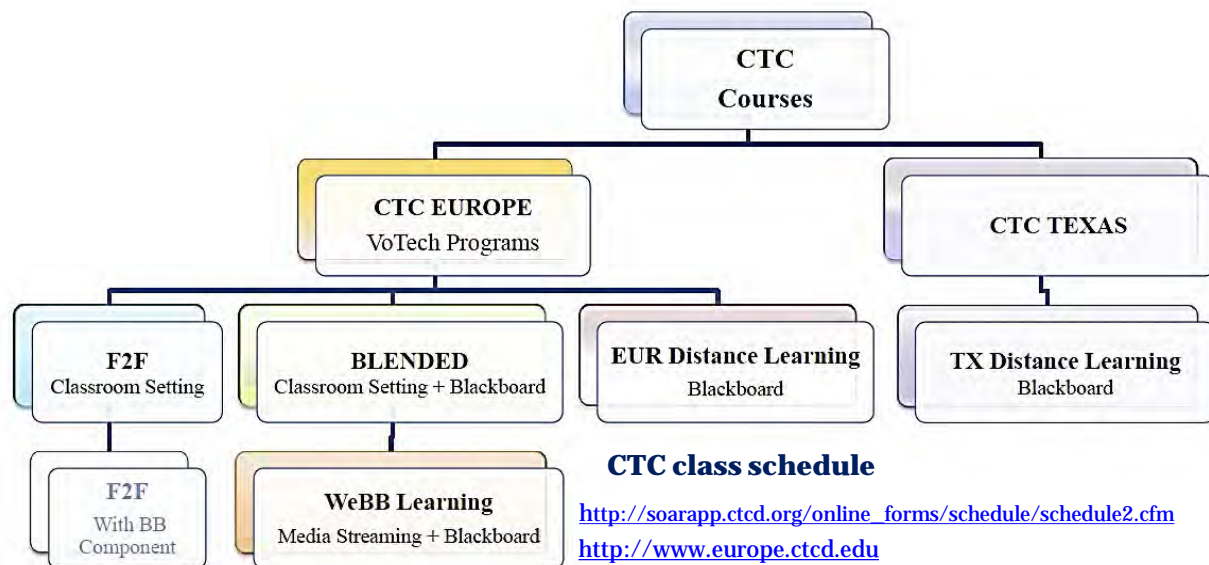 CTC
Courses
CTC EUROPE
VoTech Programs
CTC TEXAS
F2F
Classroom Setting
BLENDED
Classroom Setting + Blackboard
EUR Distance Learning
Blackboard
TX Distance Learning
Blackboard
F2F
With BB
Component
WeBB Learning
Media Streaming + Blackboard
CTC class schedule
http://soarapp.ctcd.org/online_forms/schedule/schedule2.cfm
http://www.europe.ctcd.edu